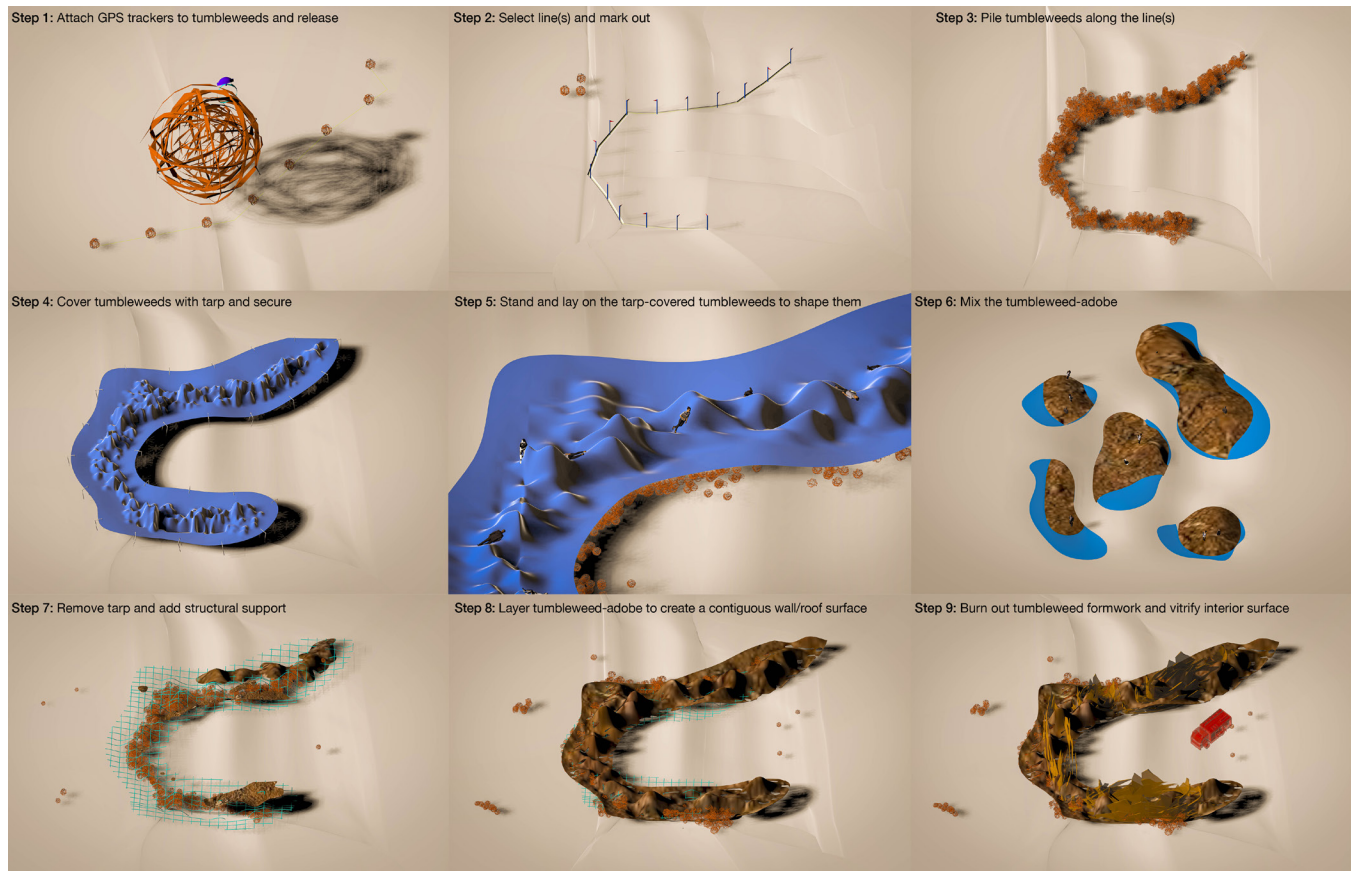 Step 1: Attach GPS trackers to tumbleweeds and release
Step 2: Select line(s) and mark out
Step 3: Pile tumbleweeds along the line(s)
Step 4: Cover tumbleweeds with tarp and secure
Step 5: Stand and lay on the tarp-covered tumbleweeds to shape them
Step 6: Mix the tumbleweed-adobe
Step 7: Remove tarp and add structural support
Step 8: Layer tumbleweed-adobe to create a contiguous wall/roof surface
Step 9: Burn out tumbleweed formwork and vitrify interior surface